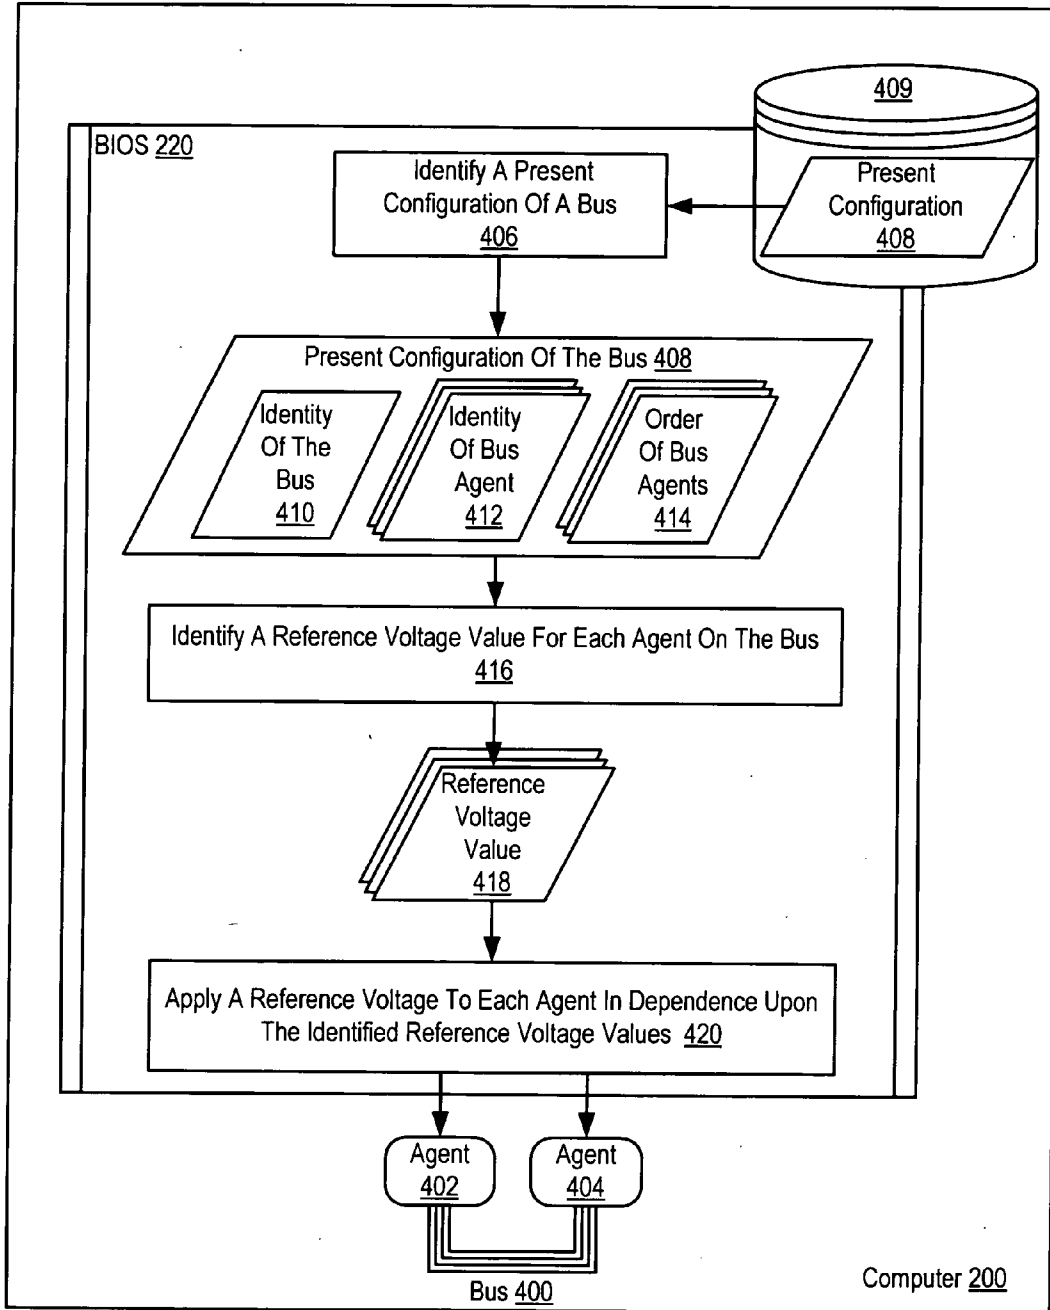 409
BIOS 220
Identify A Present
Configuration Of A Bus
406
Present
Configuration
408
Present Configuration Of The Bus 408
Identity
Of The
Bus
410
Identity
Of Bus
Agent
412
Order
Of Bus
Agents
414
Identify A Reference Voltage Value For Each Agent On The Bus
416
Reference
Voltage
Value
418
Apply A Reference Voltage To Each Agent In Dependence Upon
The Identified Reference Voltage Values 420
Agent
402
Agent
404
Bus 400
Computer 200